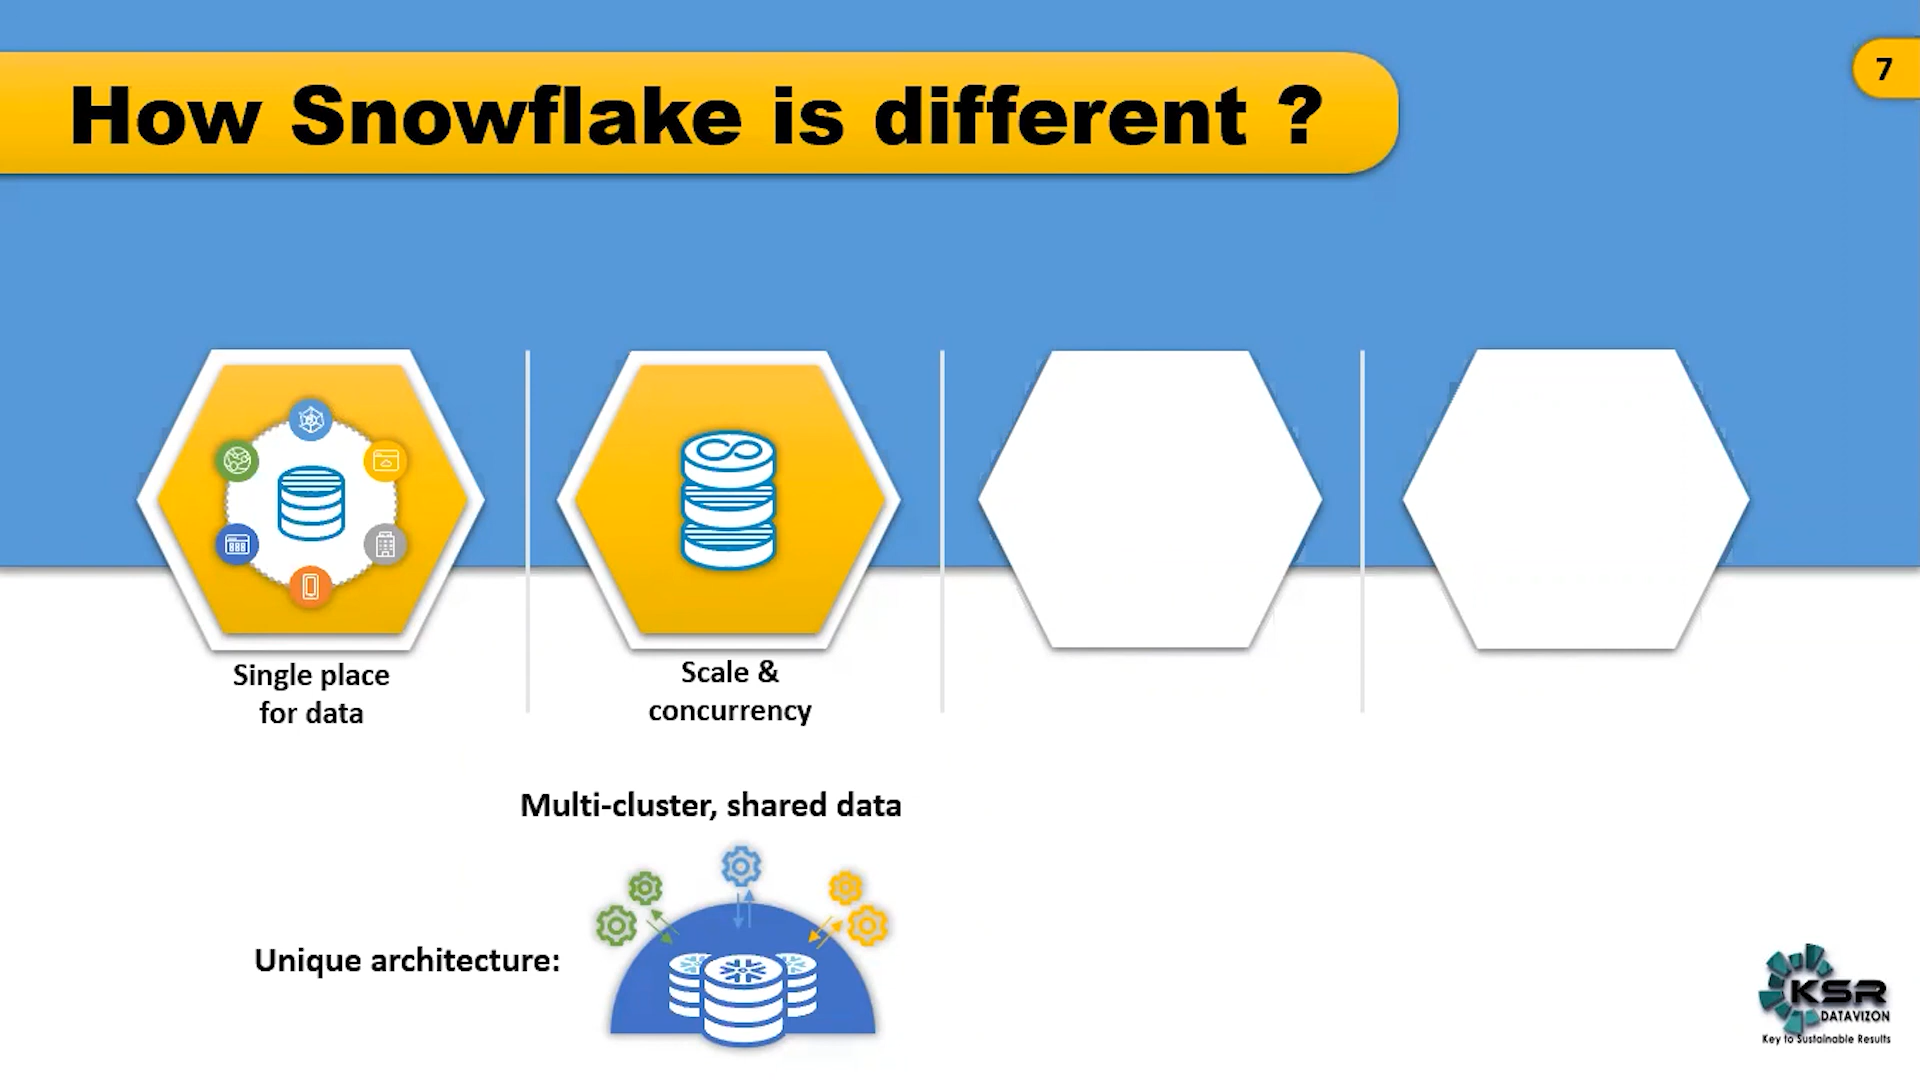 How Snowflake is different ?
7
Single place
for data
Scale &
concurrency
Multi-cluster, shared data
Unique architecture:
KSR
DATAVIZON
Key to Sustainable Results